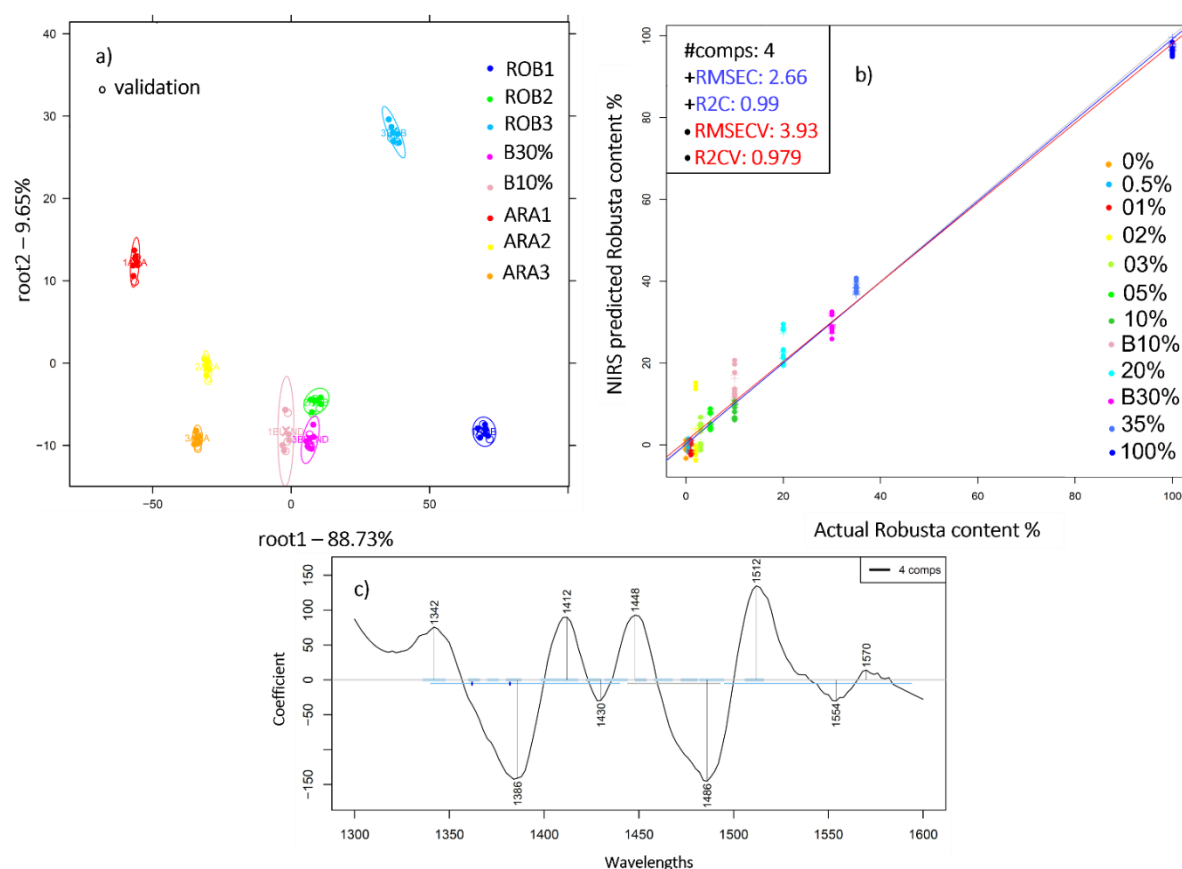 a)
o validation
ROB1
ROB2
ROB3
B30%
B10%
ARA1
ARA2
ARA3
40
30
20
10
0
−10
root2 – 9.65%
−50
0
50
root1 – 88.73%
#comps: 4
+RMSEC: 2.66
+R2C: 0.99
•RMSECV: 3.93
•R2CV: 0.979
b)
0%
0.5%
01%
02%
03%
05%
10%
B10%
20%
B30%
35%
100%
100
80
60
40
20
0
NIRS predicted Robusta content %
0
20
40
60
80
100
Actual Robusta content %
c)
4 comps
150
100
50
0
−50
−150
Coefficient
1342
1386
1412
1430
1448
1486
1512
1554
1570
1300
1350
1400
1450
1500
1550
1600
Wavelengths